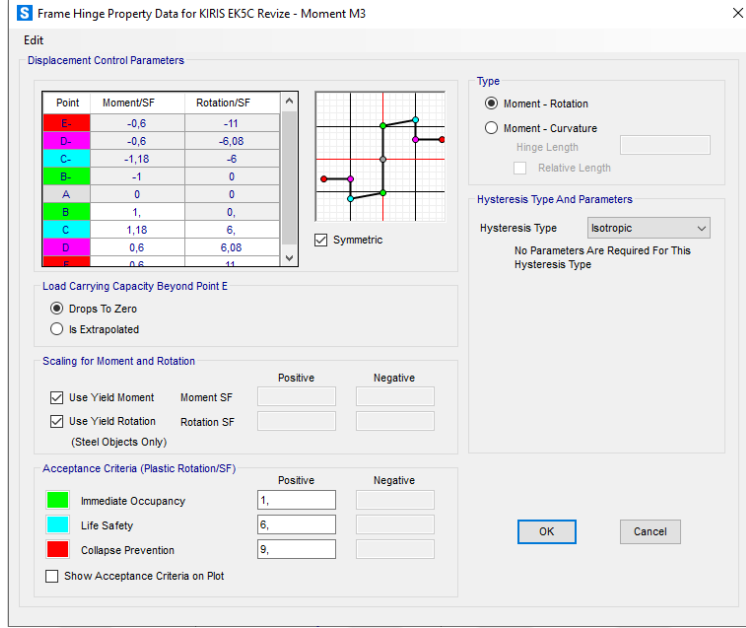 S Frame Hinge Property Data for KIRIS EK5C Revize - Moment M3
Edit
Displacement Control Parameters
Point Moment/SF Rotation/SF
E- -0,6 -11
D- -0,6 -6,08
C- -1,18 -6
B- -1 0
A 0 0
B 1, 0,
C 1,18 6,
D 0,6 6,08
E 0,6 11
Symmetric
Load Carrying Capacity Beyond Point E
Drops To Zero
Is Extrapolated
Scaling for Moment and Rotation
Positive Negative
Use Yield Moment Moment SF
Use Yield Rotation Rotation SF
(Steel Objects Only)
Acceptance Criteria (Plastic Rotation/SF)
Positive Negative
Immediate Occupancy 1,
Life Safety 6,
Collapse Prevention 9,
Show Acceptance Criteria on Plot
Type
Moment - Rotation
Moment - Curvature
Hinge Length
Relative Length
Hysteresis Type And Parameters
Hysteresis Type Isotropic
No Parameters Are Required For This
Hysteresis Type
OK Cancel